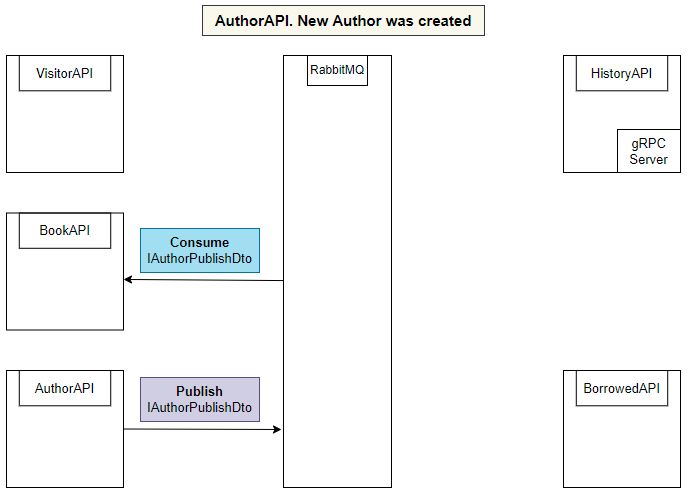 AuthorAPI. New Author was created
VisitorAPI
RabbitMQ
HistoryAPI
gRPC
Server
BookAPI
Consume
IAuthorPublishDto
AuthorAPI
Publish
IAuthorPublishDto
BorrowedAPI